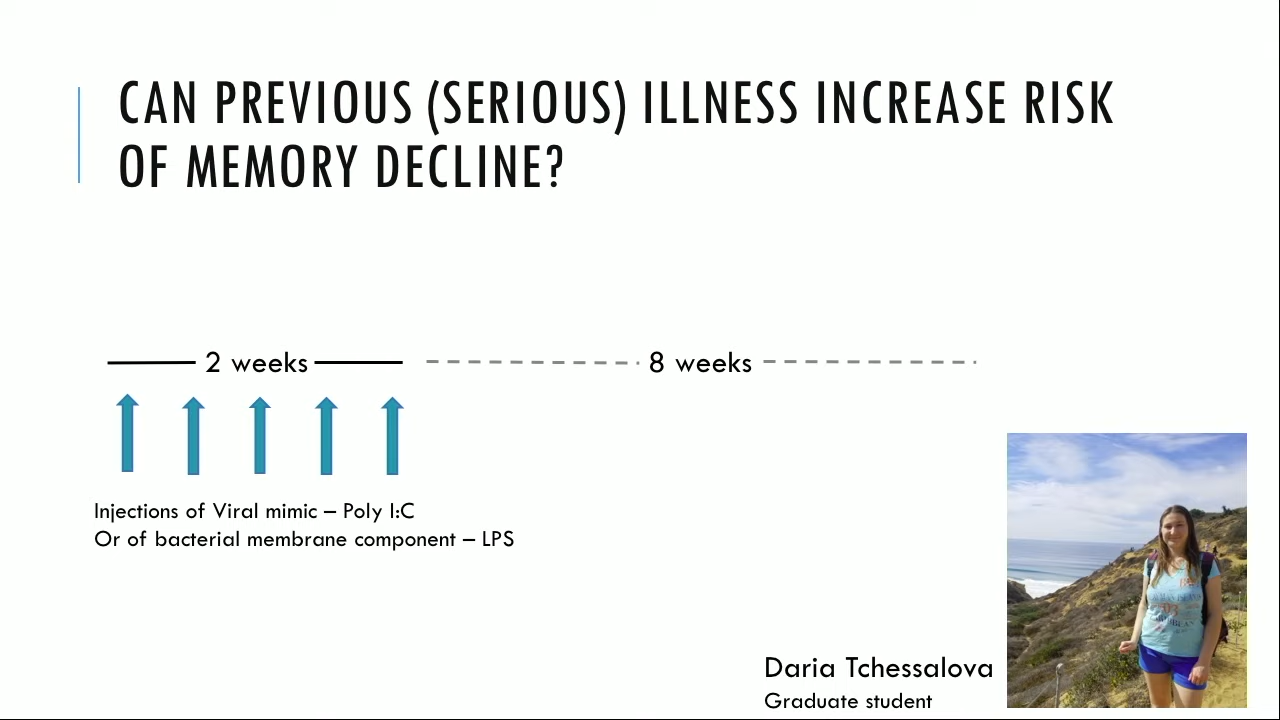 CAN PREVIOUS (SERIOUS) ILLNESS INCREASE RISK
OF MEMORY DECLINE?
2 weeks
8 weeks
Injections of Viral mimic – Poly I:C
Or of bacterial membrane component – LPS
Daria Tchessalova
Graduate student